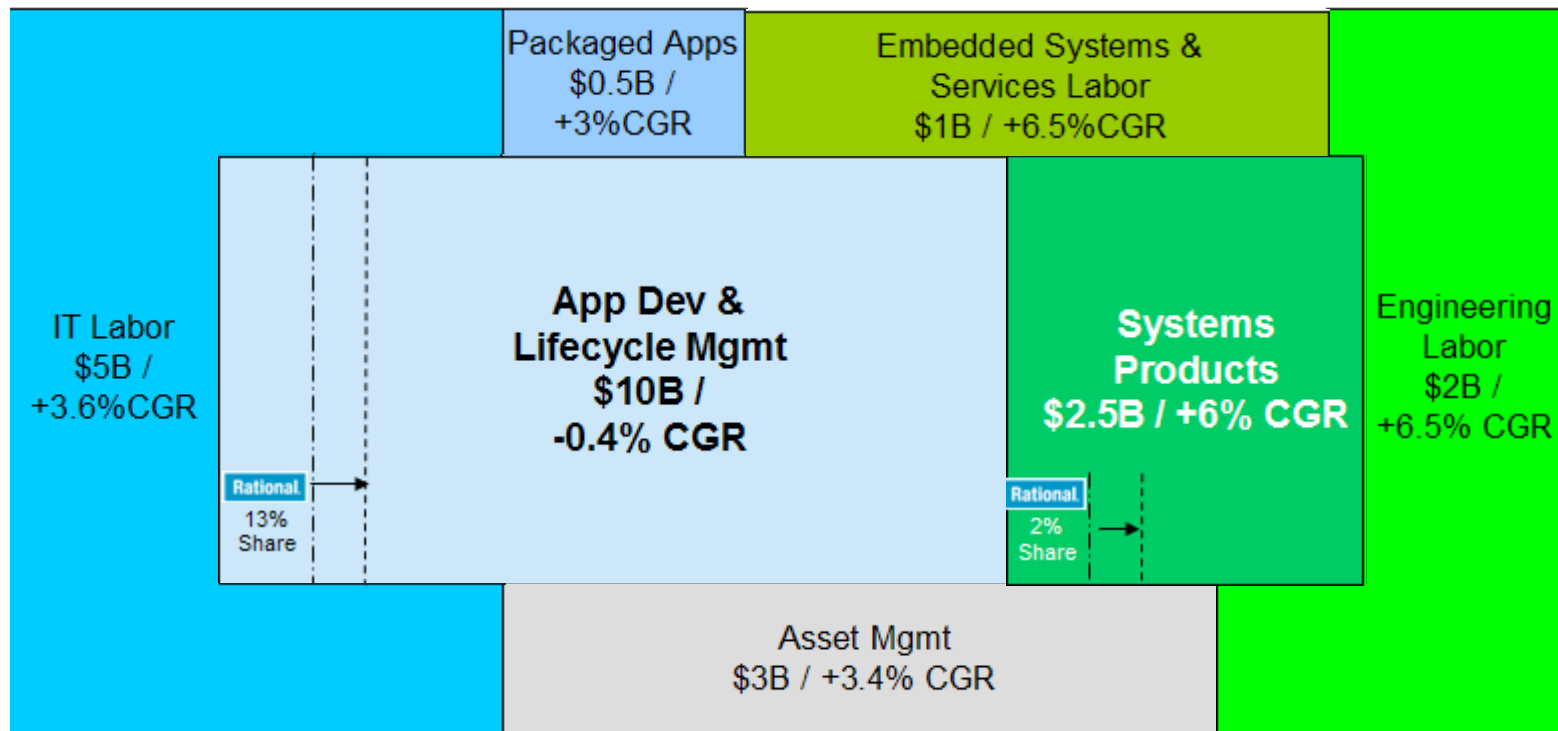 Packaged Apps
$0.5B /
+3%CGR
Embedded Systems &
Services Labor
$1B / +6.5%CGR
IT Labor
$5B /
+3.6%CGR
App Dev &
Lifecycle Mgmt
$10B /
-0.4% CGR
Systems
Products
$2.5B / +6% CGR
Engineering
Labor
$2B /
+6.5% CGR
Rational.
13%
Share
Rational.
2%
Share
Asset Mgmt
$3B / +3.4% CGR